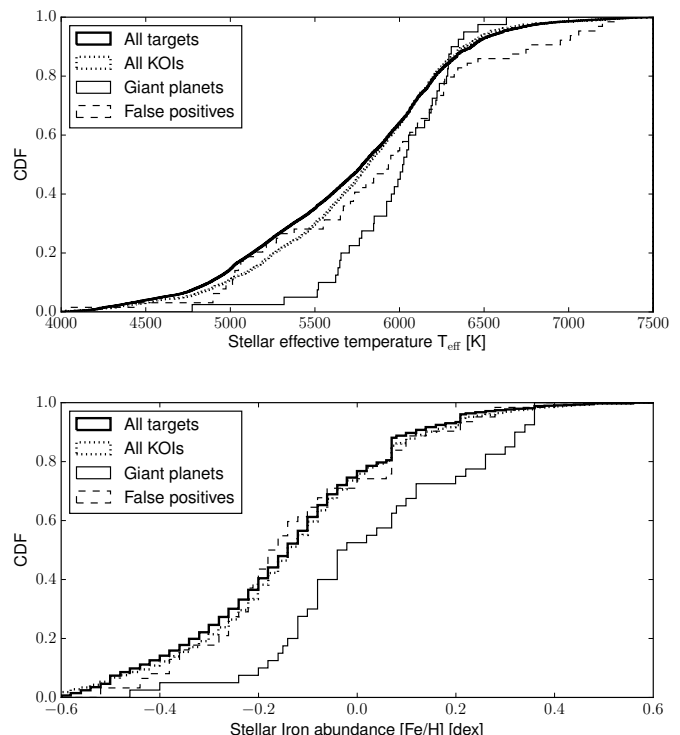 1.0
0.8
0.6
0.4
0.2
0.0
CDF
All targets
All KOIs
Giant planets
False positives
4000 4500 5000 5500 6000 6500 7000 7500
Stellar effective temperature Teff [K]
1.0
0.8
0.6
0.4
0.2
0.0
CDF
All targets
All KOIs
Giant planets
False positives
−0.6 −0.4 −0.2 0.0 0.2 0.4 0.6
Stellar Iron abundance [Fe/H] [dex]